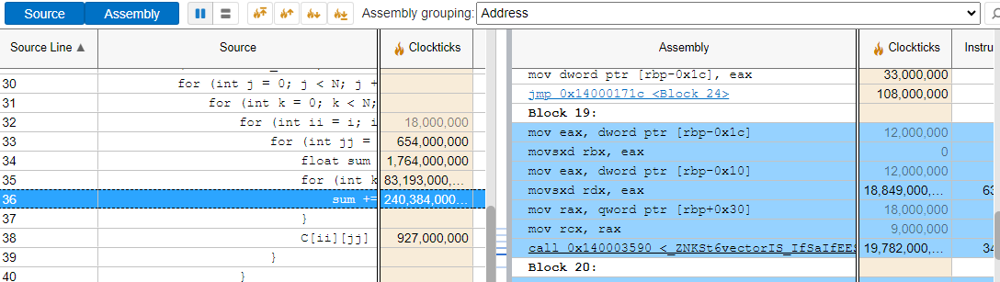 Source Assembly Assembly grouping: Address
Source Line Source Clockticks
30 for (int j = 0; j < N; j +
31 for (int k = 0; k < N;
32 for (int ii = i; i 18,000,000
33 for (int jj = 654,000,000
34 float sum 1,764,000,000
35 for (int k 83,193,000,...
36 sum += 240,384,000...
37 }
38 C[ii][jj] 927,000,000
39 }
40 }
Assembly Clockticks Instru
mov dword ptr [rbp-0x1c], eax 33,000,000
jmp 0x14000171c <Block 24> 108,000,000
Block 19:
mov eax, dword ptr [rbp-0x1c] 12,000,000
movsxd rbx, eax 0
mov eax, dword ptr [rbp-0x10] 12,000,000
movsxd rdx, eax 18,849,000,... 63
mov rax, qword ptr [rbp+0x30] 18,000,000
mov rcx, rax 9,000,000
call 0x140003590 <_ZNKSt6vectorIS_IfSaIfEES 19,782,000,... 34
Block 20: